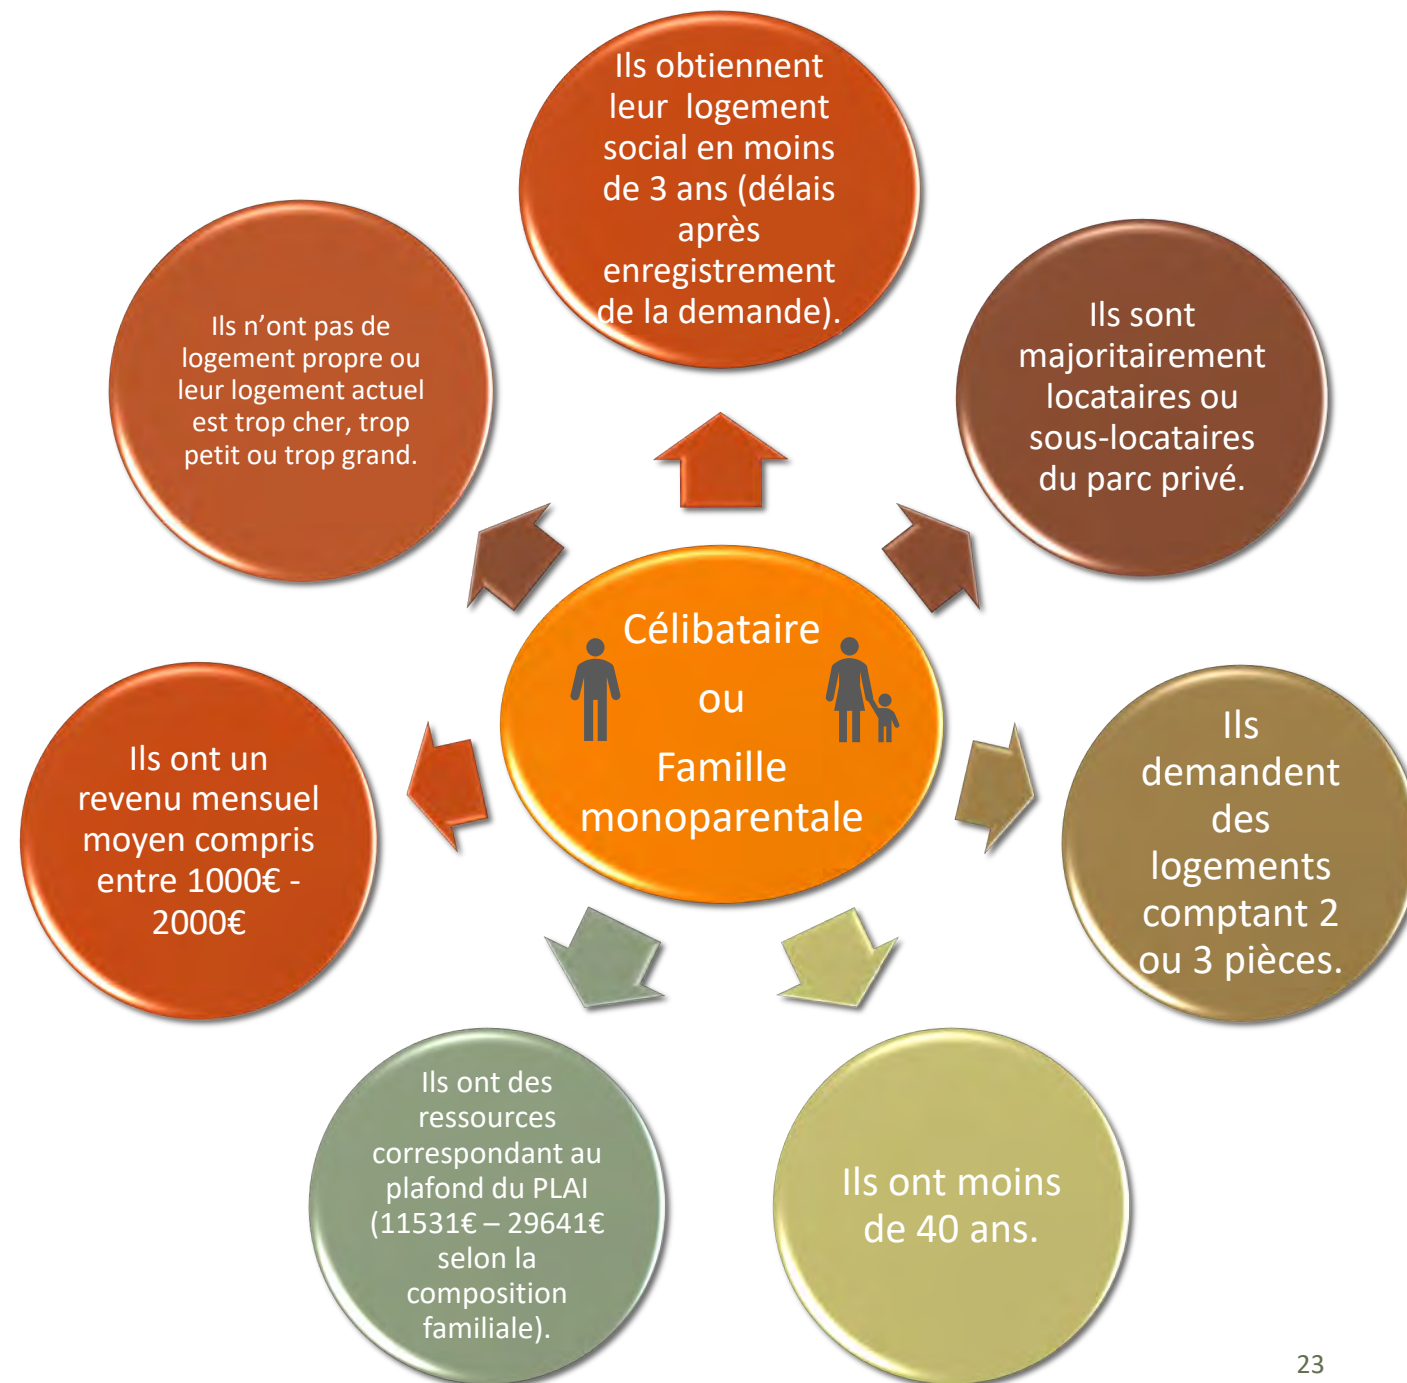 Ils obtiennent
leur logement
social en moins
de 3 ans (délais
après
enregistrement
de la demande).
Ils n’ont pas de
logement propre ou
leur logement actuel
est trop cher, trop
petit ou trop grand.
Ils sont
majoritairement
locataires ou
sous-locataires
du parc privé.
Célibataire
ou
Famille
monoparentale
Ils ont un
revenu mensuel
moyen compris
entre 1000€ -
2000€
Ils
demandent
des
logements
comptant 2
ou 3 pièces.
Ils ont des
ressources
correspondant au
plafond du PLAI
(11531€ – 29641€
selon la
composition
familiale).
Ils ont moins
de 40 ans.
23